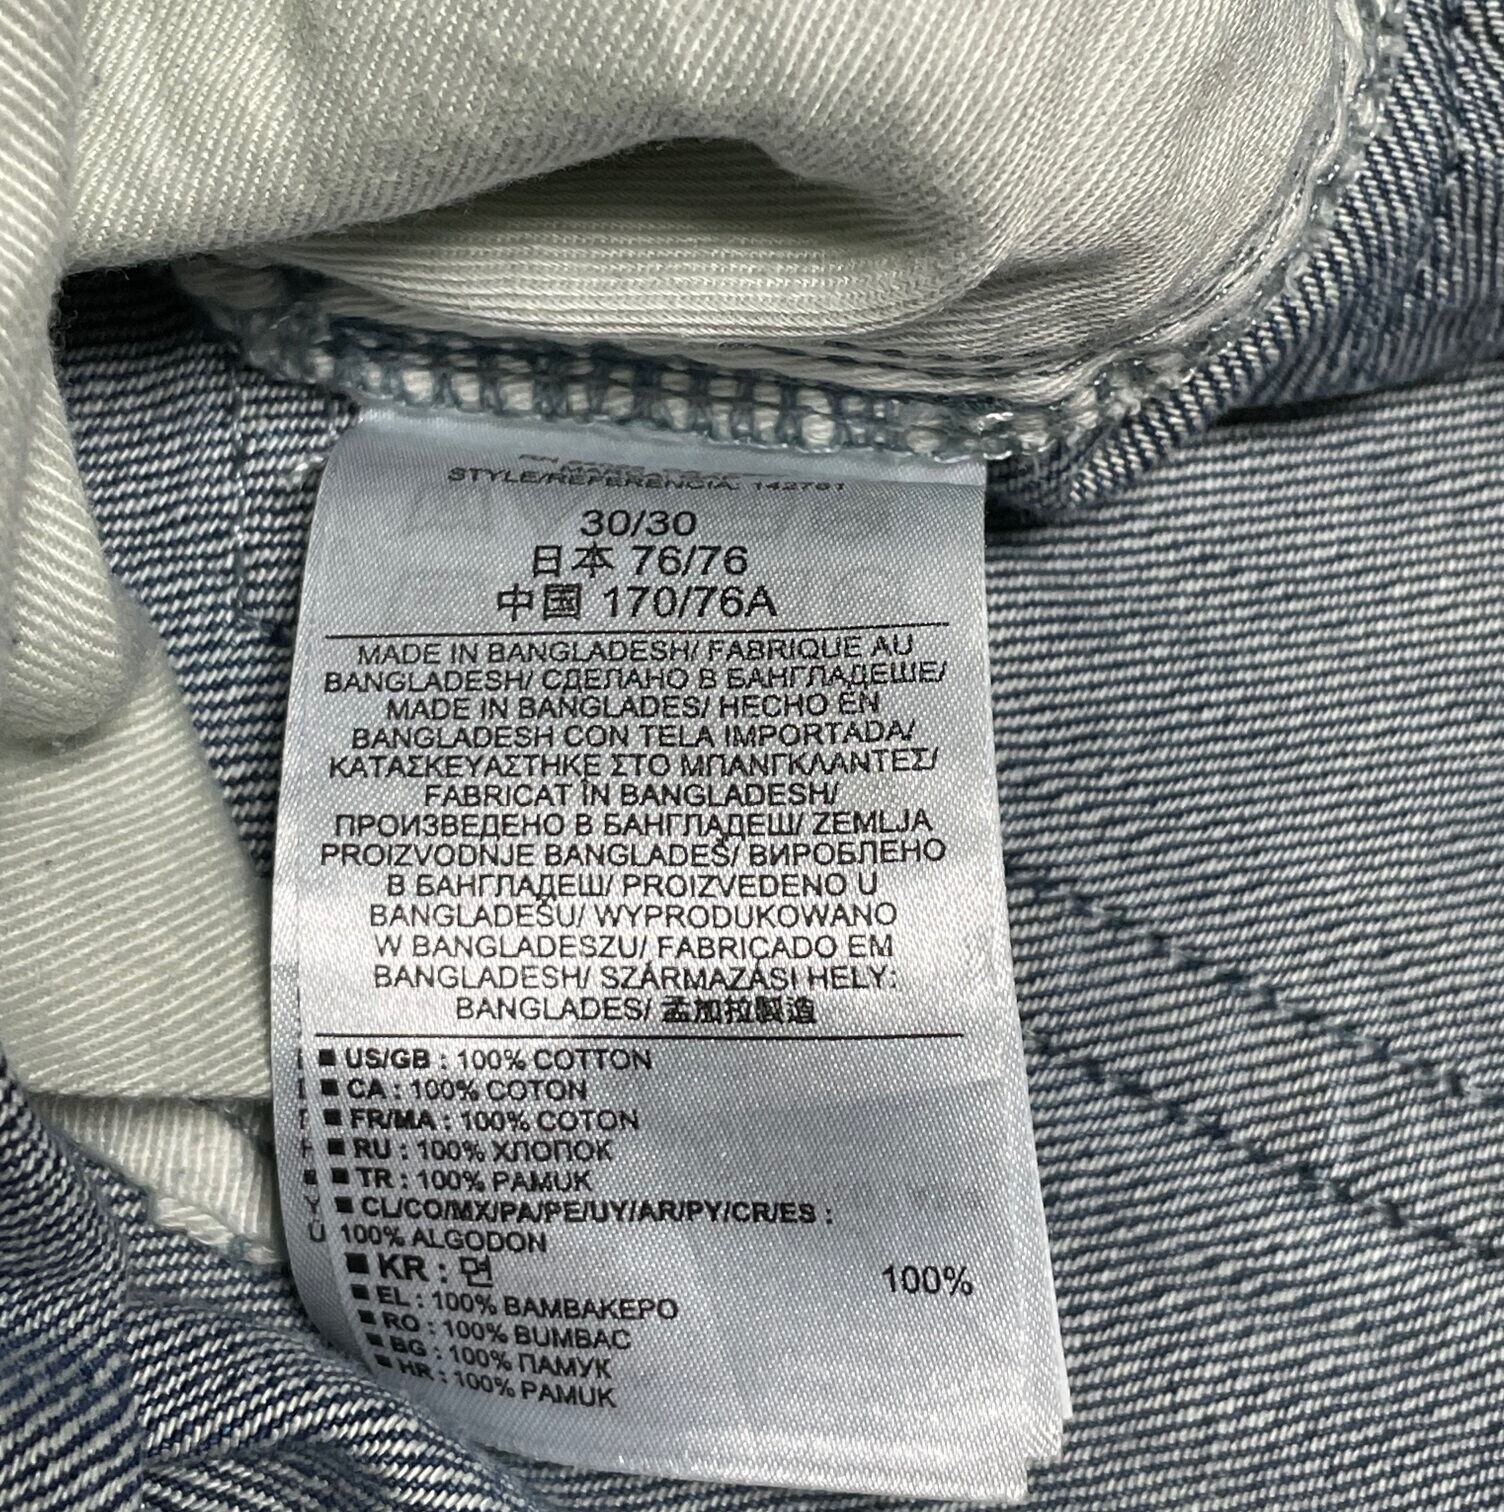 STYLE/REFERENCIA: 142761
30/30
日本 76/76
中国 170/76A
MADE IN BANGLADESH/ FABRIQUE AU
BANGLADESH/ СДЕЛАНО В БАНГЛАДЕШЕ/
MADE IN BANGLADES/ HECHO EN
BANGLADESH CON TELA IMPORTADA/
ΚΑΤΑΣΚΕΥΑΣΤΗΚΕ ΣΤΟ ΜΠΑΝΓΚΛΑΝΤΕΣ/
FABRICAT ÎN BANGLADESH/
ПРОИЗВЕДЕНО В БАНГЛАДЕШ/ ZEMLJA
PROIZVODNJE BANGLADEŠ/ ВИРОБЛЕНО
В БАНГЛАДЕШ/ PROIZVEDENO U
BANGLADEŠU/ WYPRODUKOWANO
W BANGLADESZU/ FABRICADO EM
BANGLADESH/ SZÁRMAZÁSI HELY:
BANGLADES/ 孟加拉製造
■ US/GB : 100% COTTON
■ CA : 100% COTON
■ FR/MA : 100% COTON
■ RU : 100% ХЛОПОК
■ TR : 100% PAMUK
■ CL/CO/MX/PA/PE/UY/AR/PY/CR/ES :
100% ALGODON
■ KR : 면 100%
■ EL : 100% ΒΑΜΒΑΚΕΡΟ
■ RO : 100% BUMBAC
■ BG : 100% ПАМУК
■ HR : 100% PAMUK